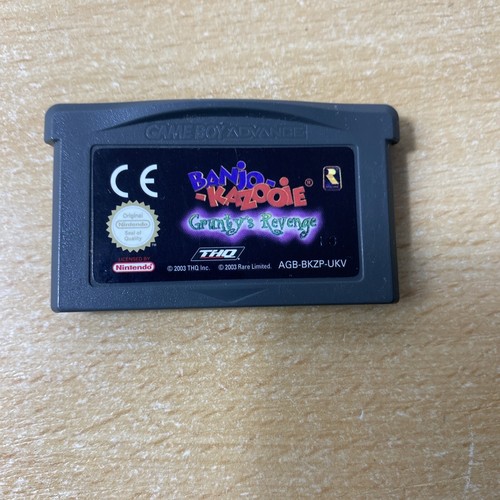 GAME BOY ADVANCE
CE
BANJO-
-KAZOOIE®
Grunty's Revenge
Original
Nintendo
Seal of
Quality
LICENSED BY
Nintendo
THQ
© 2003 THQ Inc. © 2003 Rare Limited. AGB-BKZP-UKV